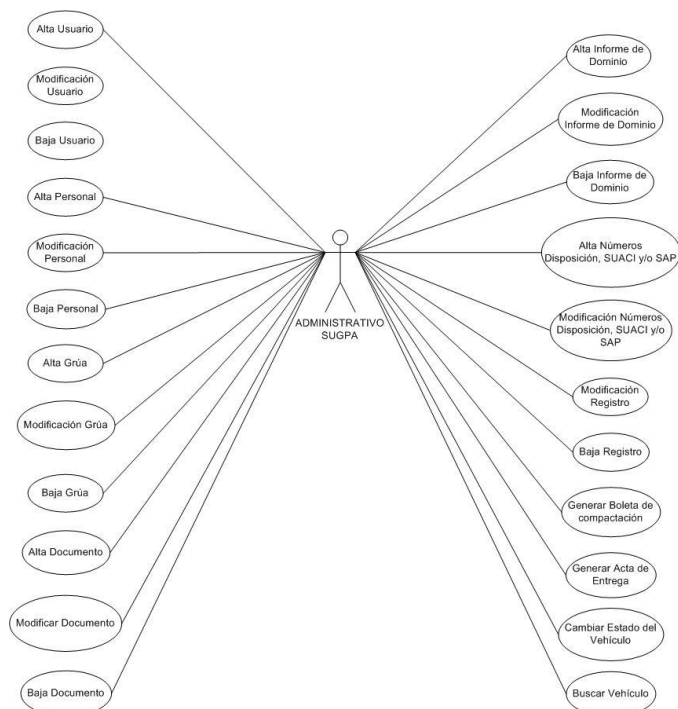 Alta Usuario
Modificación
Usuario
Baja Usuario
Alta Personal
Modificación
Personal
Baja Personal
Alta Grúa
Modificación Grúa
Baja Grúa
Alta Documento
Modificar Documento
Baja Documento
ADMINISTRATIVO
SUGPA
Alta Informe de
Dominio
Modificación
Informe de Dominio
Baja Informe de
Dominio
Alta Números
Disposición, SUACI y/o SAP
Modificación Números
Disposición, SUACI y/o
SAP
Modificación
Registro
Baja Registro
Generar Boleta de
compactación
Generar Acta de
Entrega
Cambiar Estado del
Vehículo
Buscar Vehículo